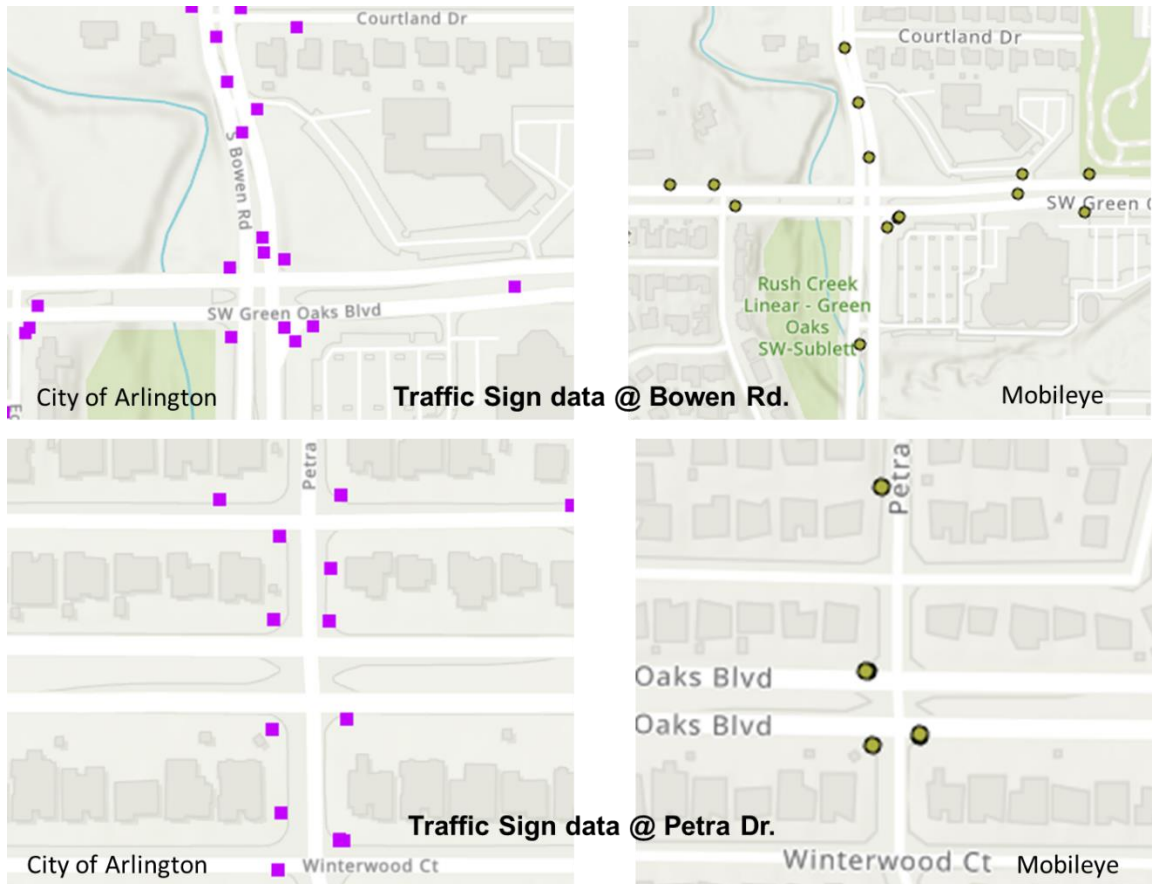 Courtland Dr
S Bowen Rd
SW Green Oaks Blvd
City of Arlington
Courtland Dr
SW Green
Rush Creek
Linear - Green
Oaks
SW-Sublett
Mobileye
Traffic Sign data @ Bowen Rd.
Petra
Winterwood Ct
City of Arlington
Petra
Oaks Blvd
Oaks Blvd
Winterwood Ct
Mobileye
Traffic Sign data @ Petra Dr.